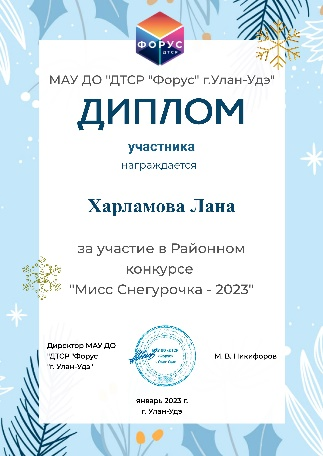 ФОРУС
ДТСР
МАУ ДО "ДТСР "Форус" г.Улан-Удэ"
ДИПЛОМ
участника
награждается
Харламова Лана
за участие в Районном
конкурсе
"Мисс Снегурочка - 2023"
Директор МАУ ДО
"ДТСР "Форус"
г. Улан-Удэ"
М. В. Никифоров
январь 2023 г.
г. Улан-Удэ